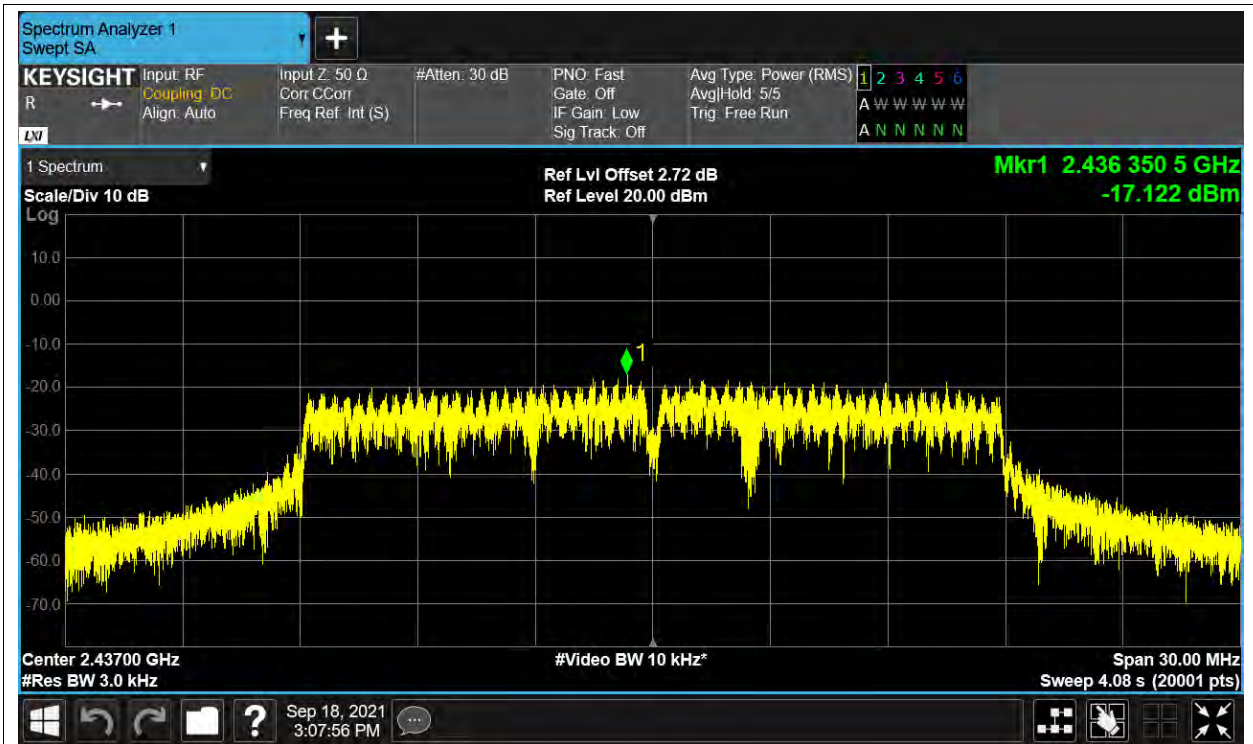 Spectrum Analyzer 1
Swept SA
KEYSIGHT
R
LXI
Input: RF
Coupling: DC
Align: Auto
Input Z: 50 Ω
Corr CCorr
Freq Ref: Int (S)
#Atten: 30 dB
PNO: Fast
Gate: Off
IF Gain: Low
Sig Track: Off
Avg Type: Power (RMS)
Avg|Hold: 5/5
Trig: Free Run
1 2 3 4 5 6
A W W W W W
A N N N N N
1 Spectrum
Scale/Div 10 dB
Ref Lvl Offset 2.72 dB
Ref Level 20.00 dBm
Mkr1 2.436 350 5 GHz
-17.122 dBm
Log
10.0
0.00
-10.0
1
-20.0
-30.0
-40.0
-50.0
-60.0
-70.0
Center 2.43700 GHz
#Video BW 10 kHz*
Span 30.00 MHz
#Res BW 3.0 kHz
Sweep 4.08 s (20001 pts)
?
Sep 18, 2021
3:07:56 PM